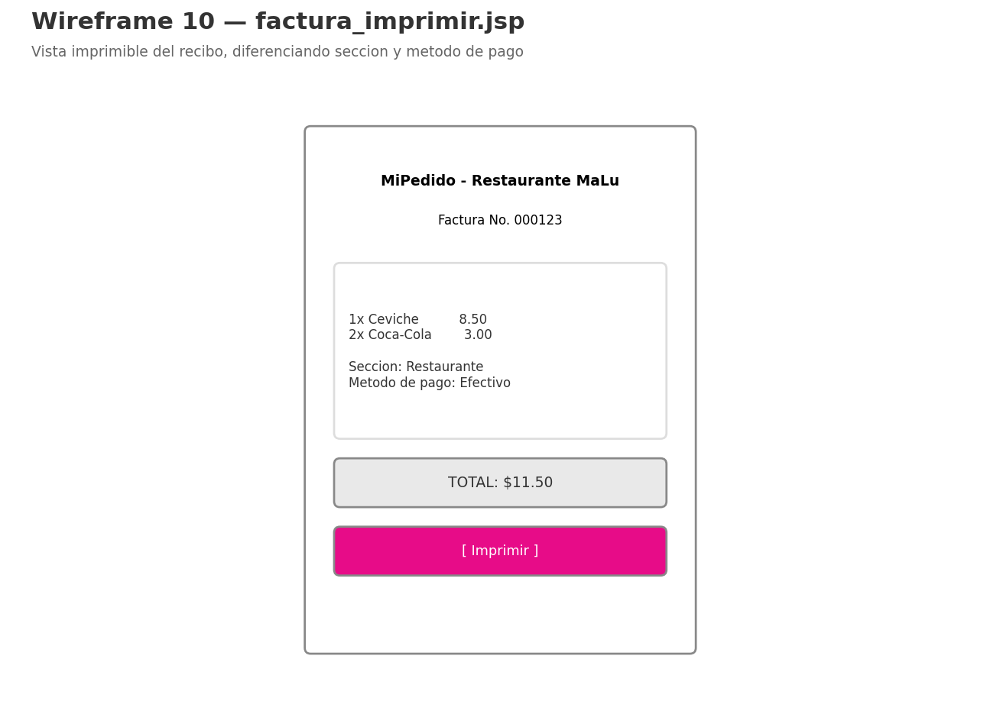 Wireframe 10 — factura_imprimir.jsp
Vista imprimible del recibo, diferenciando seccion y metodo de pago
MiPedido - Restaurante MaLu
Factura No. 000123
1x Ceviche 8.50
2x Coca-Cola 3.00
Seccion: Restaurante
Metodo de pago: Efectivo
TOTAL: $11.50
[ Imprimir ]